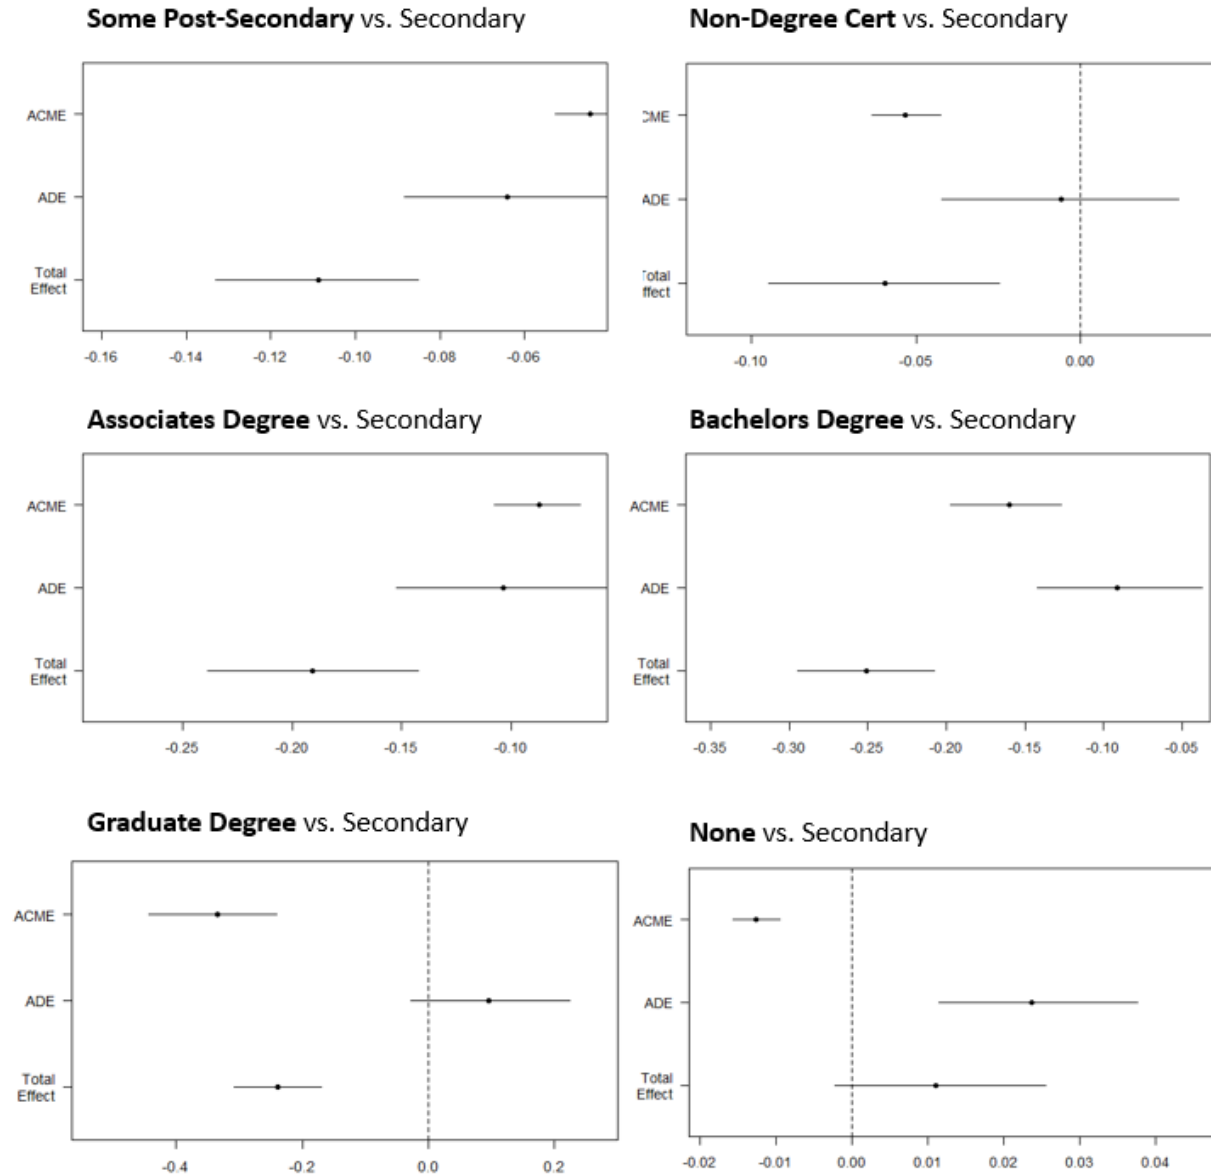 Some Post-Secondary vs. Secondary
ACME
ADE
Total
Effect
-0.16 -0.14 -0.12 -0.10 -0.08 -0.06
Non-Degree Cert vs. Secondary
CME
ADE
Total
ffect
-0.10 -0.05 0.00
Associates Degree vs. Secondary
ACME
ADE
Total
Effect
-0.25 -0.20 -0.15 -0.10
Bachelors Degree vs. Secondary
ACME
ADE
Total
Effect
-0.35 -0.30 -0.25 -0.20 -0.15 -0.10 -0.05
Graduate Degree vs. Secondary
ACME
ADE
Total
Effect
-0.4 -0.2 0.0 0.2
None vs. Secondary
ACME
ADE
Total
Effect
-0.02 -0.01 0.00 0.01 0.02 0.03 0.04